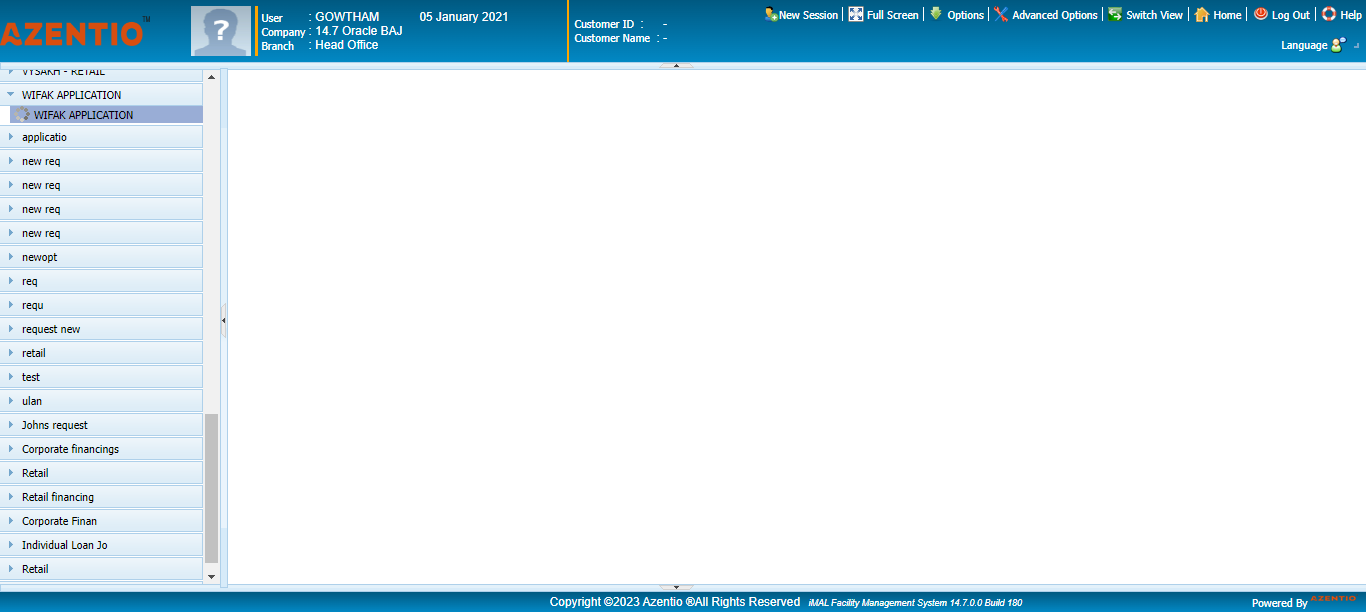 AZENTIO™
User : GOWTHAM 05 January 2021
Company : 14.7 Oracle BAJ
Branch : Head Office
Customer ID : -
Customer Name : -
New Session | Full Screen | Options | Advanced Options | Switch View | Home | Log Out | Help
Language
VYSAKH - RETAIL
WIFAK APPLICATION
WIFAK APPLICATION
applicatio
new req
new req
new req
new req
newopt
req
requ
request new
retail
test
ulan
Johns request
Corporate financings
Retail
Retail financing
Corporate Finan
Individual Loan Jo
Retail
Copyright ©2023 Azentio ®All Rights Reserved iMAL Facility Management System 14.7.0.0 Build 180
Powered By AZENTIO